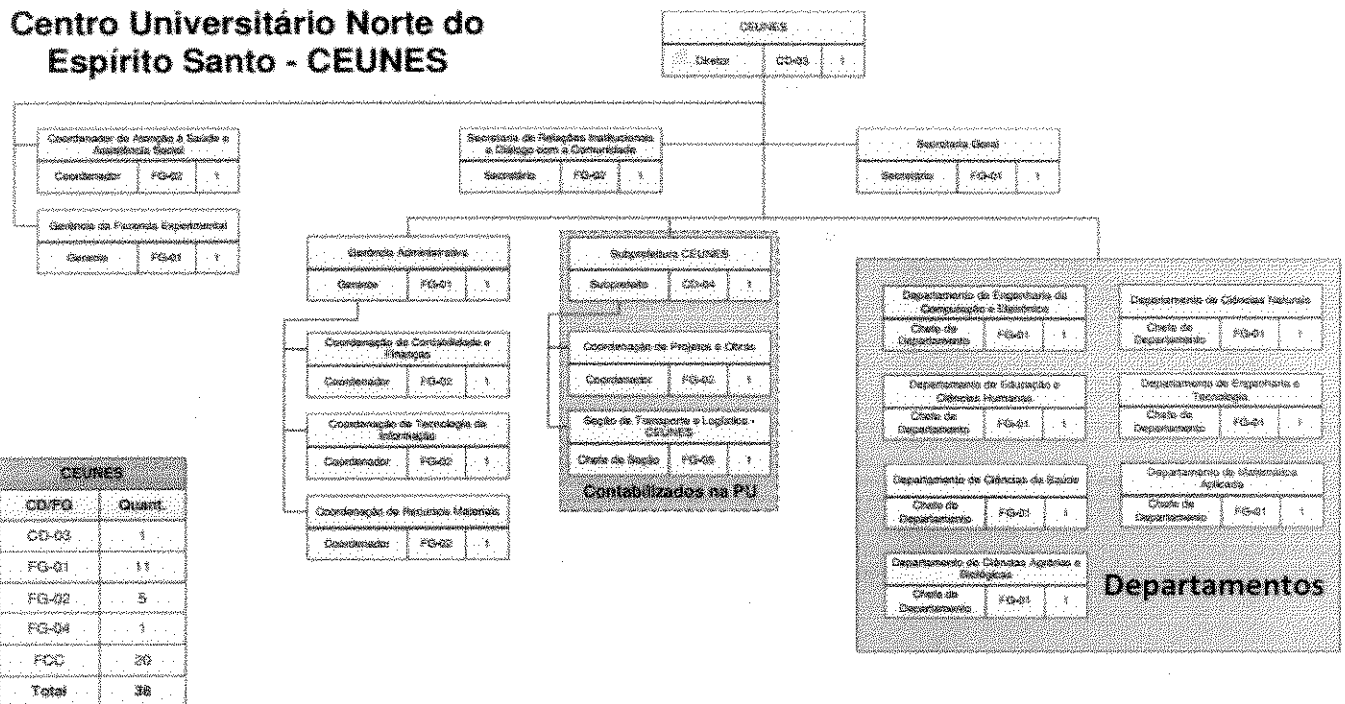 Centro Universitário Norte do
Espírito Santo - CEUNES
CEUNES
Diretor CD-03 1
Coordenador de Atenção à Saúde e
Assistência Social
Coordenador FG-02 1
Secretaria de Relações Institucionais
e Diálogo com a Comunidade
Secretário FG-02 1
Secretaria Geral
Secretário FG-01 1
Gerência da Fazenda Experimental
Gerente FG-01 1
Gerência Administrativa
Gerente FG-01 1
Coordenação de Contabilidade e
Finanças
Coordenador FG-02 1
Coordenação de Tecnologia da
Informação
Coordenador FG-02 1
Coordenação de Recursos Materiais
Coordenador FG-02 1
Subprefeitura CEUNES
Subprefeito CD-04 1
Coordenação de Projetos e Obras
Coordenador FG-02 1
Seção de Transporte e Logística -
CEUNES
Chefe de Seção 1
Contabilizados na PU
Departamento de Engenharia da
Computação e Eletrônica
Chefe de
Departamento FG-01 1
Departamento de Ciências Naturais
Chefe de
Departamento FG-01 1
Departamento de Educação e
Ciências Humanas
Chefe de
Departamento FG-01 1
Departamento de Engenharia e
Tecnologia
Chefe de
Departamento FG-01 1
Departamento de Ciências da Saúde
Chefe de
Departamento FG-01 1
Departamento de Matemática
Aplicada
Chefe de
Departamento FG-01 1
Departamento de Ciências Agrárias e
Biológicas
Chefe de
Departamento FG-01 1
Departamentos
CEUNES
CD/FG Quant.
CD-03 1
FG-01 11
FG-02 5
FG-04 1
FCC 20
Total 38